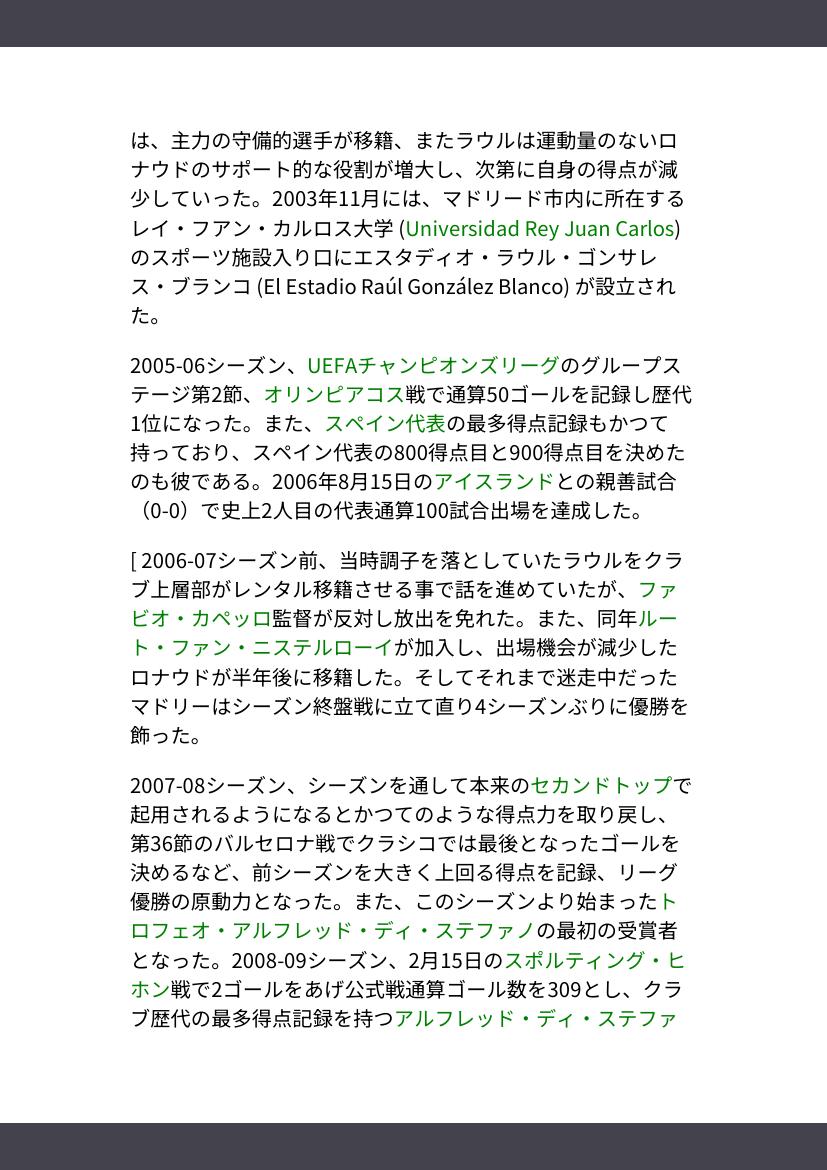 は、主力の守備的選手が移籍、またラウルは運動量のないロ
ナウドのサポート的な役割が増大し、次第に自身の得点が減
少していった。2003年11月には、マドリード市内に所在する
レイ・フアン・カルロス大学 (Universidad Rey Juan Carlos)
のスポーツ施設入り口にエスタディオ・ラウル・ゴンサレ
ス・ブランコ (El Estadio Raúl González Blanco) が設立され
た。
2005-06シーズン、UEFAチャンピオンズリーグのグループス
テージ第2節、オリンピアコス戦で通算50ゴールを記録し歴代
1位になった。また、スペイン代表の最多得点記録もかつて
持っており、スペイン代表の800得点目と900得点目を決めた
のも彼である。2006年8月15日のアイスランドとの親善試合
（0-0）で史上2人目の代表通算100試合出場を達成した。
[ 2006-07シーズン前、当時調子を落としていたラウルをクラ
ブ上層部がレンタル移籍させる事で話を進めていたが、ファ
ビオ・カペッロ監督が反対し放出を免れた。また、同年ルー
ト・ファン・ニステルローイが加入し、出場機会が減少した
ロナウドが半年後に移籍した。そしてそれまで迷走中だった
マドリーはシーズン終盤戦に立て直り4シーズンぶりに優勝を
飾った。
2007-08シーズン、シーズンを通して本来のセカンドトップで
起用されるようになるとかつてのような得点力を取り戻し、
第36節のバルセロナ戦でクラシコでは最後となったゴールを
決めるなど、前シーズンを大きく上回る得点を記録、リーグ
優勝の原動力となった。また、このシーズンより始まったト
ロフェオ・アルフレッド・ディ・ステファノの最初の受賞者
となった。2008-09シーズン、2月15日のスポルティング・ヒ
ホン戦で2ゴールをあげ公式戦通算ゴール数を309とし、クラ
ブ歴代の最多得点記録を持つアルフレッド・ディ・ステファ